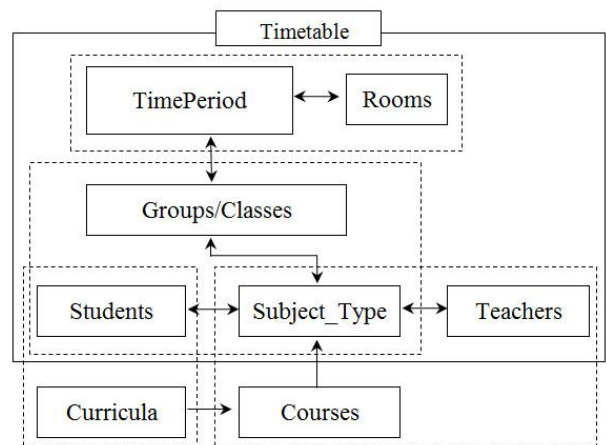 Timetable
TimePeriod
Rooms
Groups/Classes
Students
Subject_Type
Teachers
Curricula
Courses